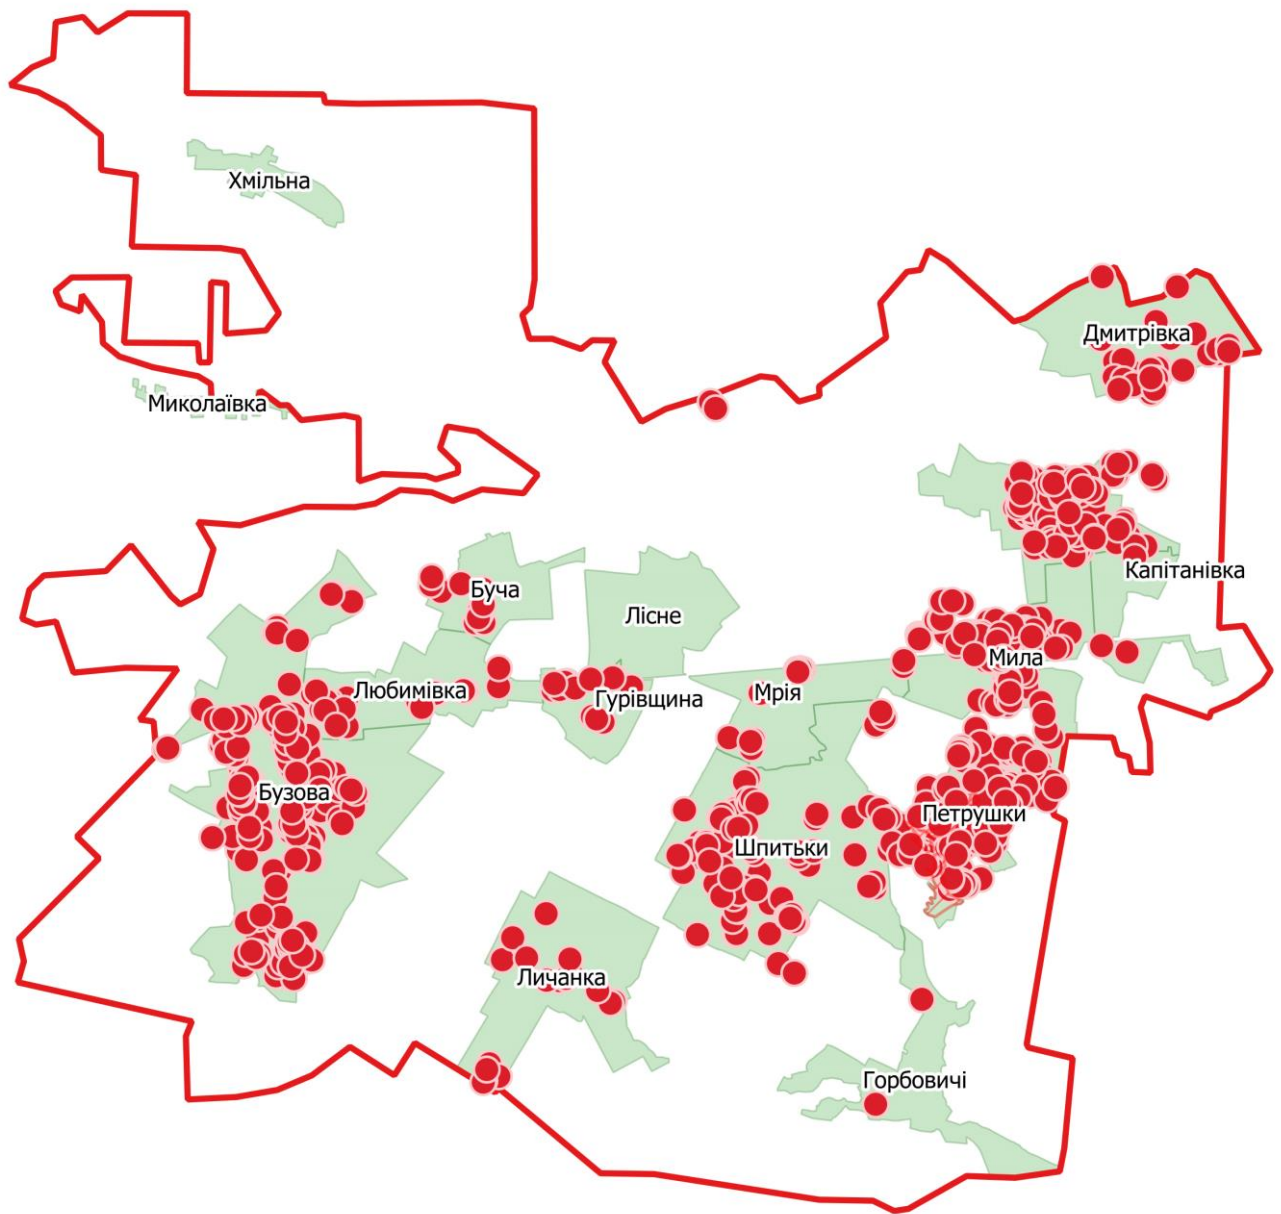 Хмільна
Дмитрівка
Миколаївка
Капітанівка
Буча
Лісне
Мила
Любимівка
Мрія
Гурівщина
Бузова
Петрушки
Шпитьки
Личанка
Горбовичі